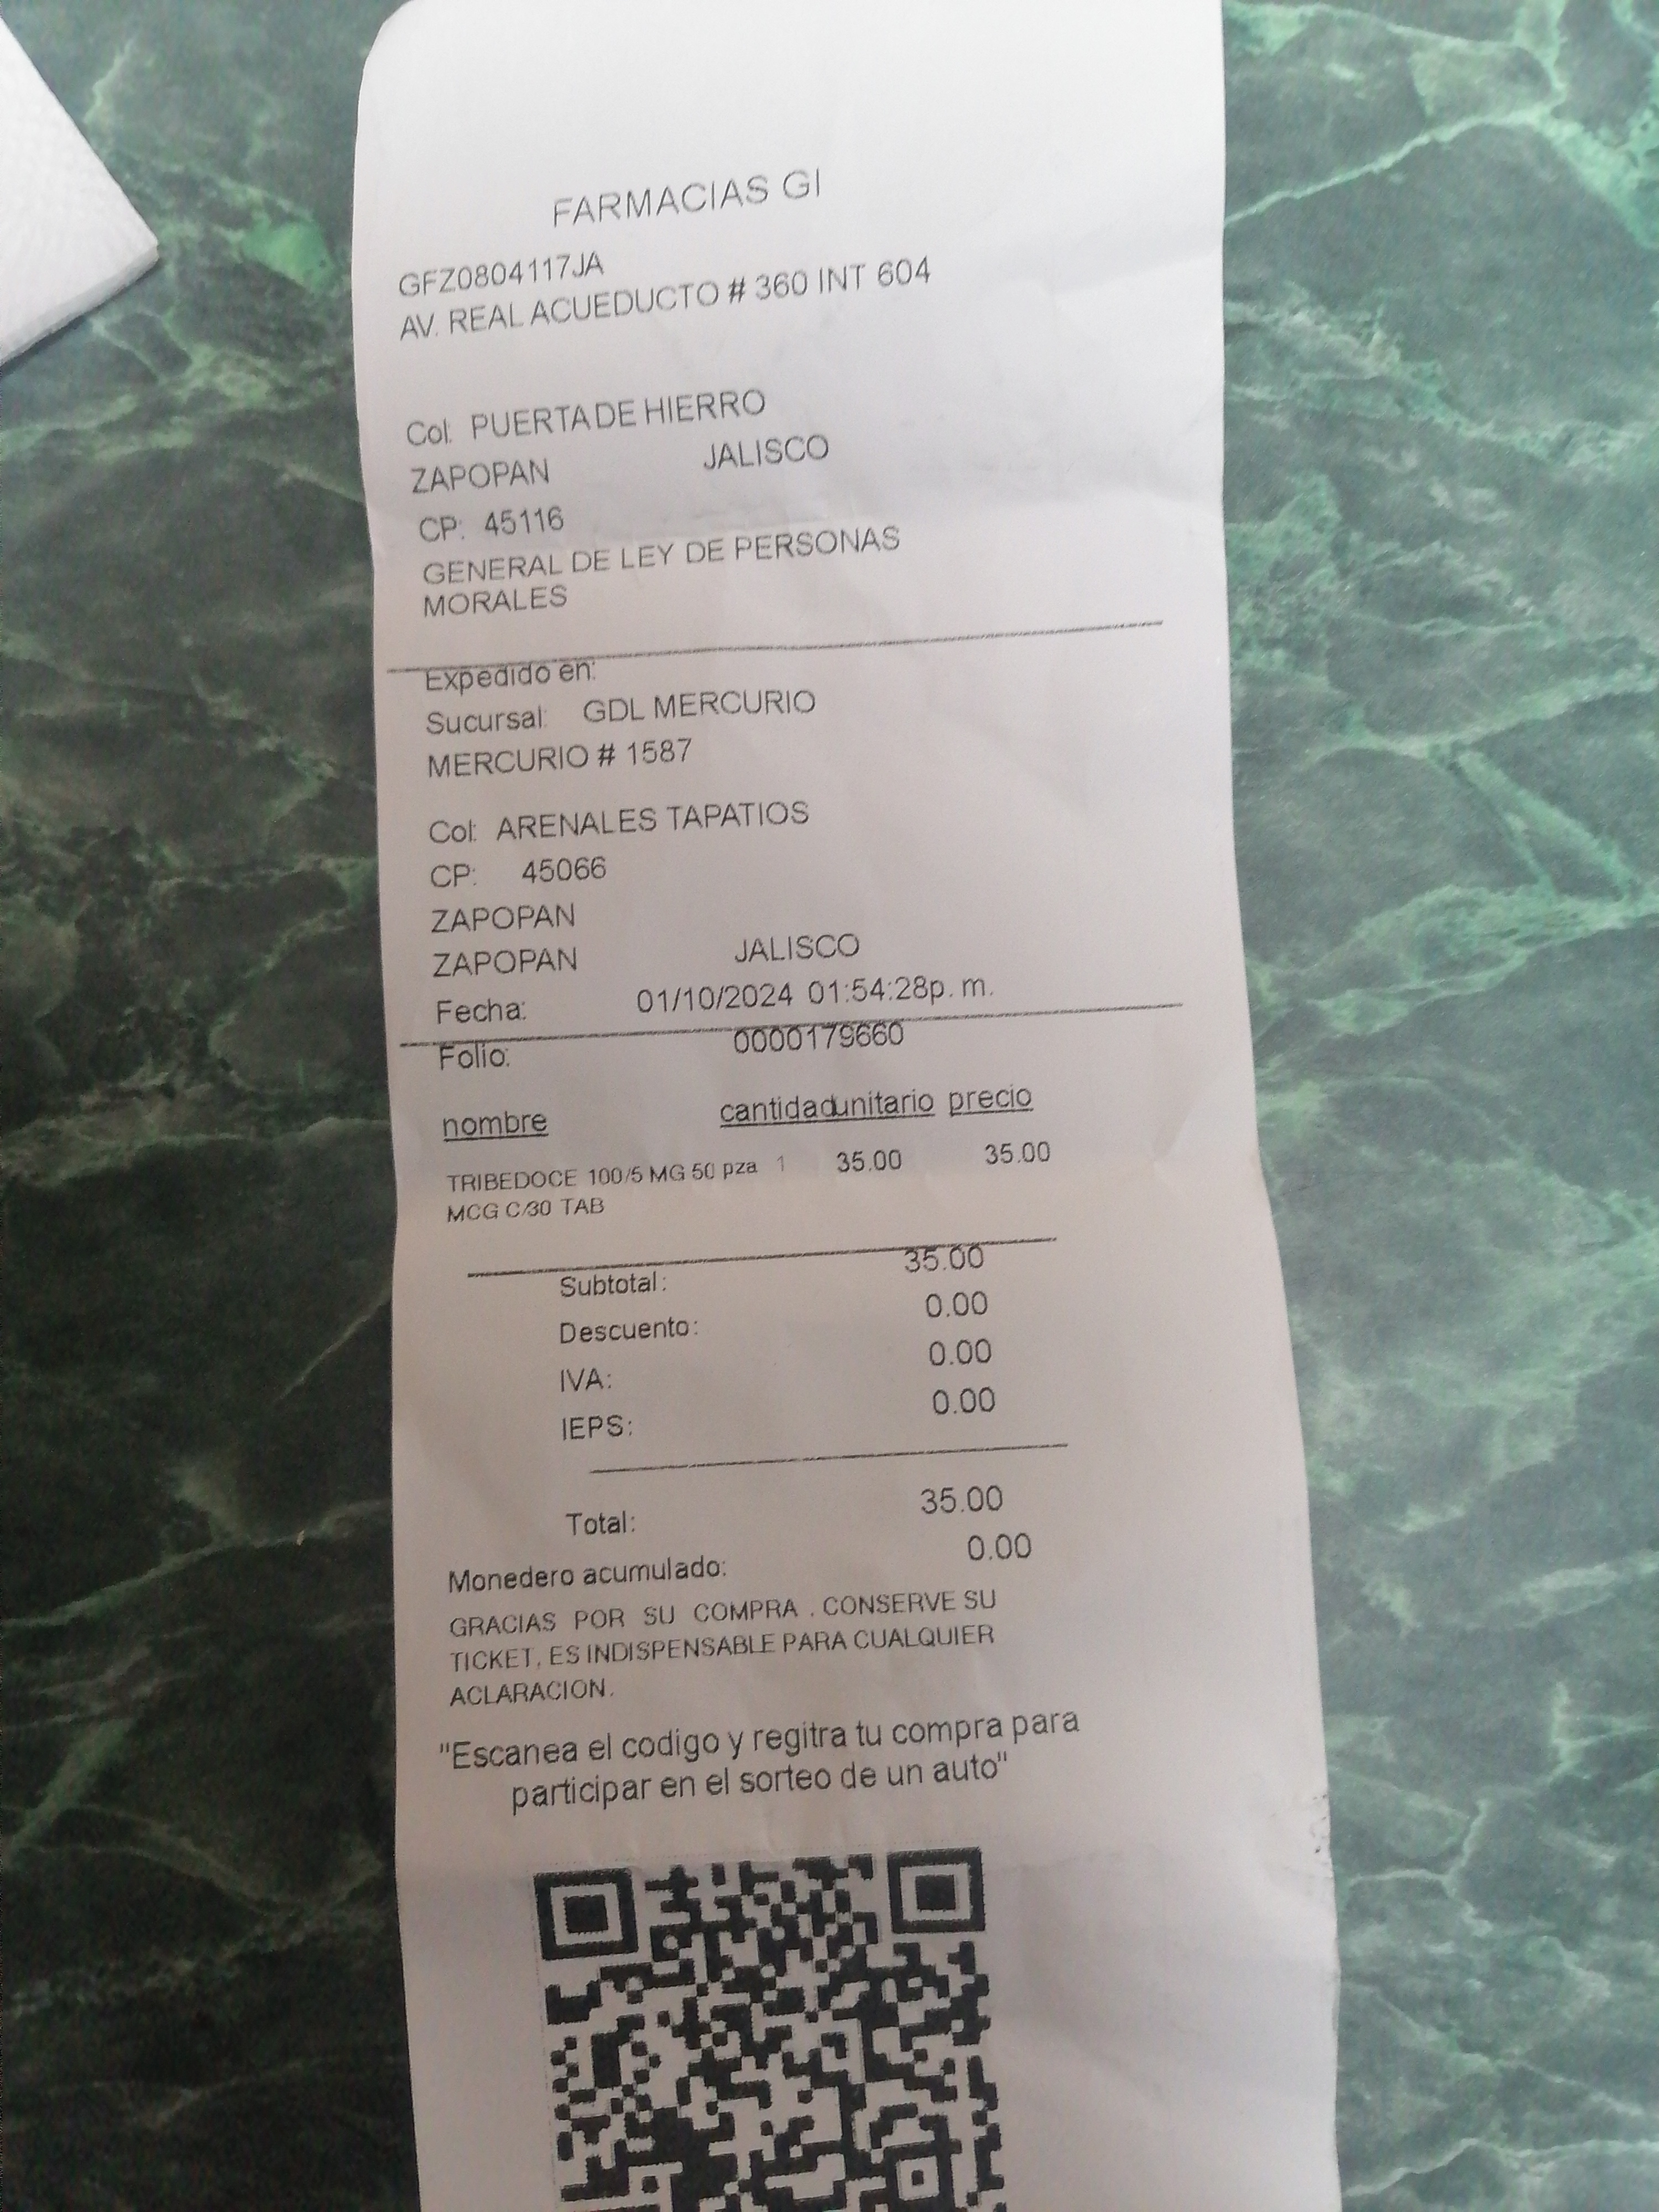 FARMACIAS GI
GFZ0804117JA
AV. REAL ACUEDUCTO # 360 INT 604
Col: PUERTA DE HIERRO
ZAPOPAN JALISCO
CP: 45116
GENERAL DE LEY DE PERSONAS
MORALES
Expedido en:
Sucursal: GDL MERCURIO
MERCURIO # 1587
Col: ARENALES TAPATIOS
CP: 45066
ZAPOPAN
ZAPOPAN JALISCO
Fecha: 01/10/2024 01:54:28p. m.
Folio: 0000179660
nombre cantidad unitario precio
TRIBEDOCE 100/5 MG 50 pza 1 35.00 35.00
MCG C/30 TAB
Subtotal: 35.00
Descuento: 0.00
IVA: 0.00
IEPS: 0.00
Total: 35.00
Monedero acumulado: 0.00
GRACIAS POR SU COMPRA . CONSERVE SU
TICKET, ES INDISPENSABLE PARA CUALQUIER
ACLARACION.
"Escanea el codigo y regitra tu compra para
participar en el sorteo de un auto"